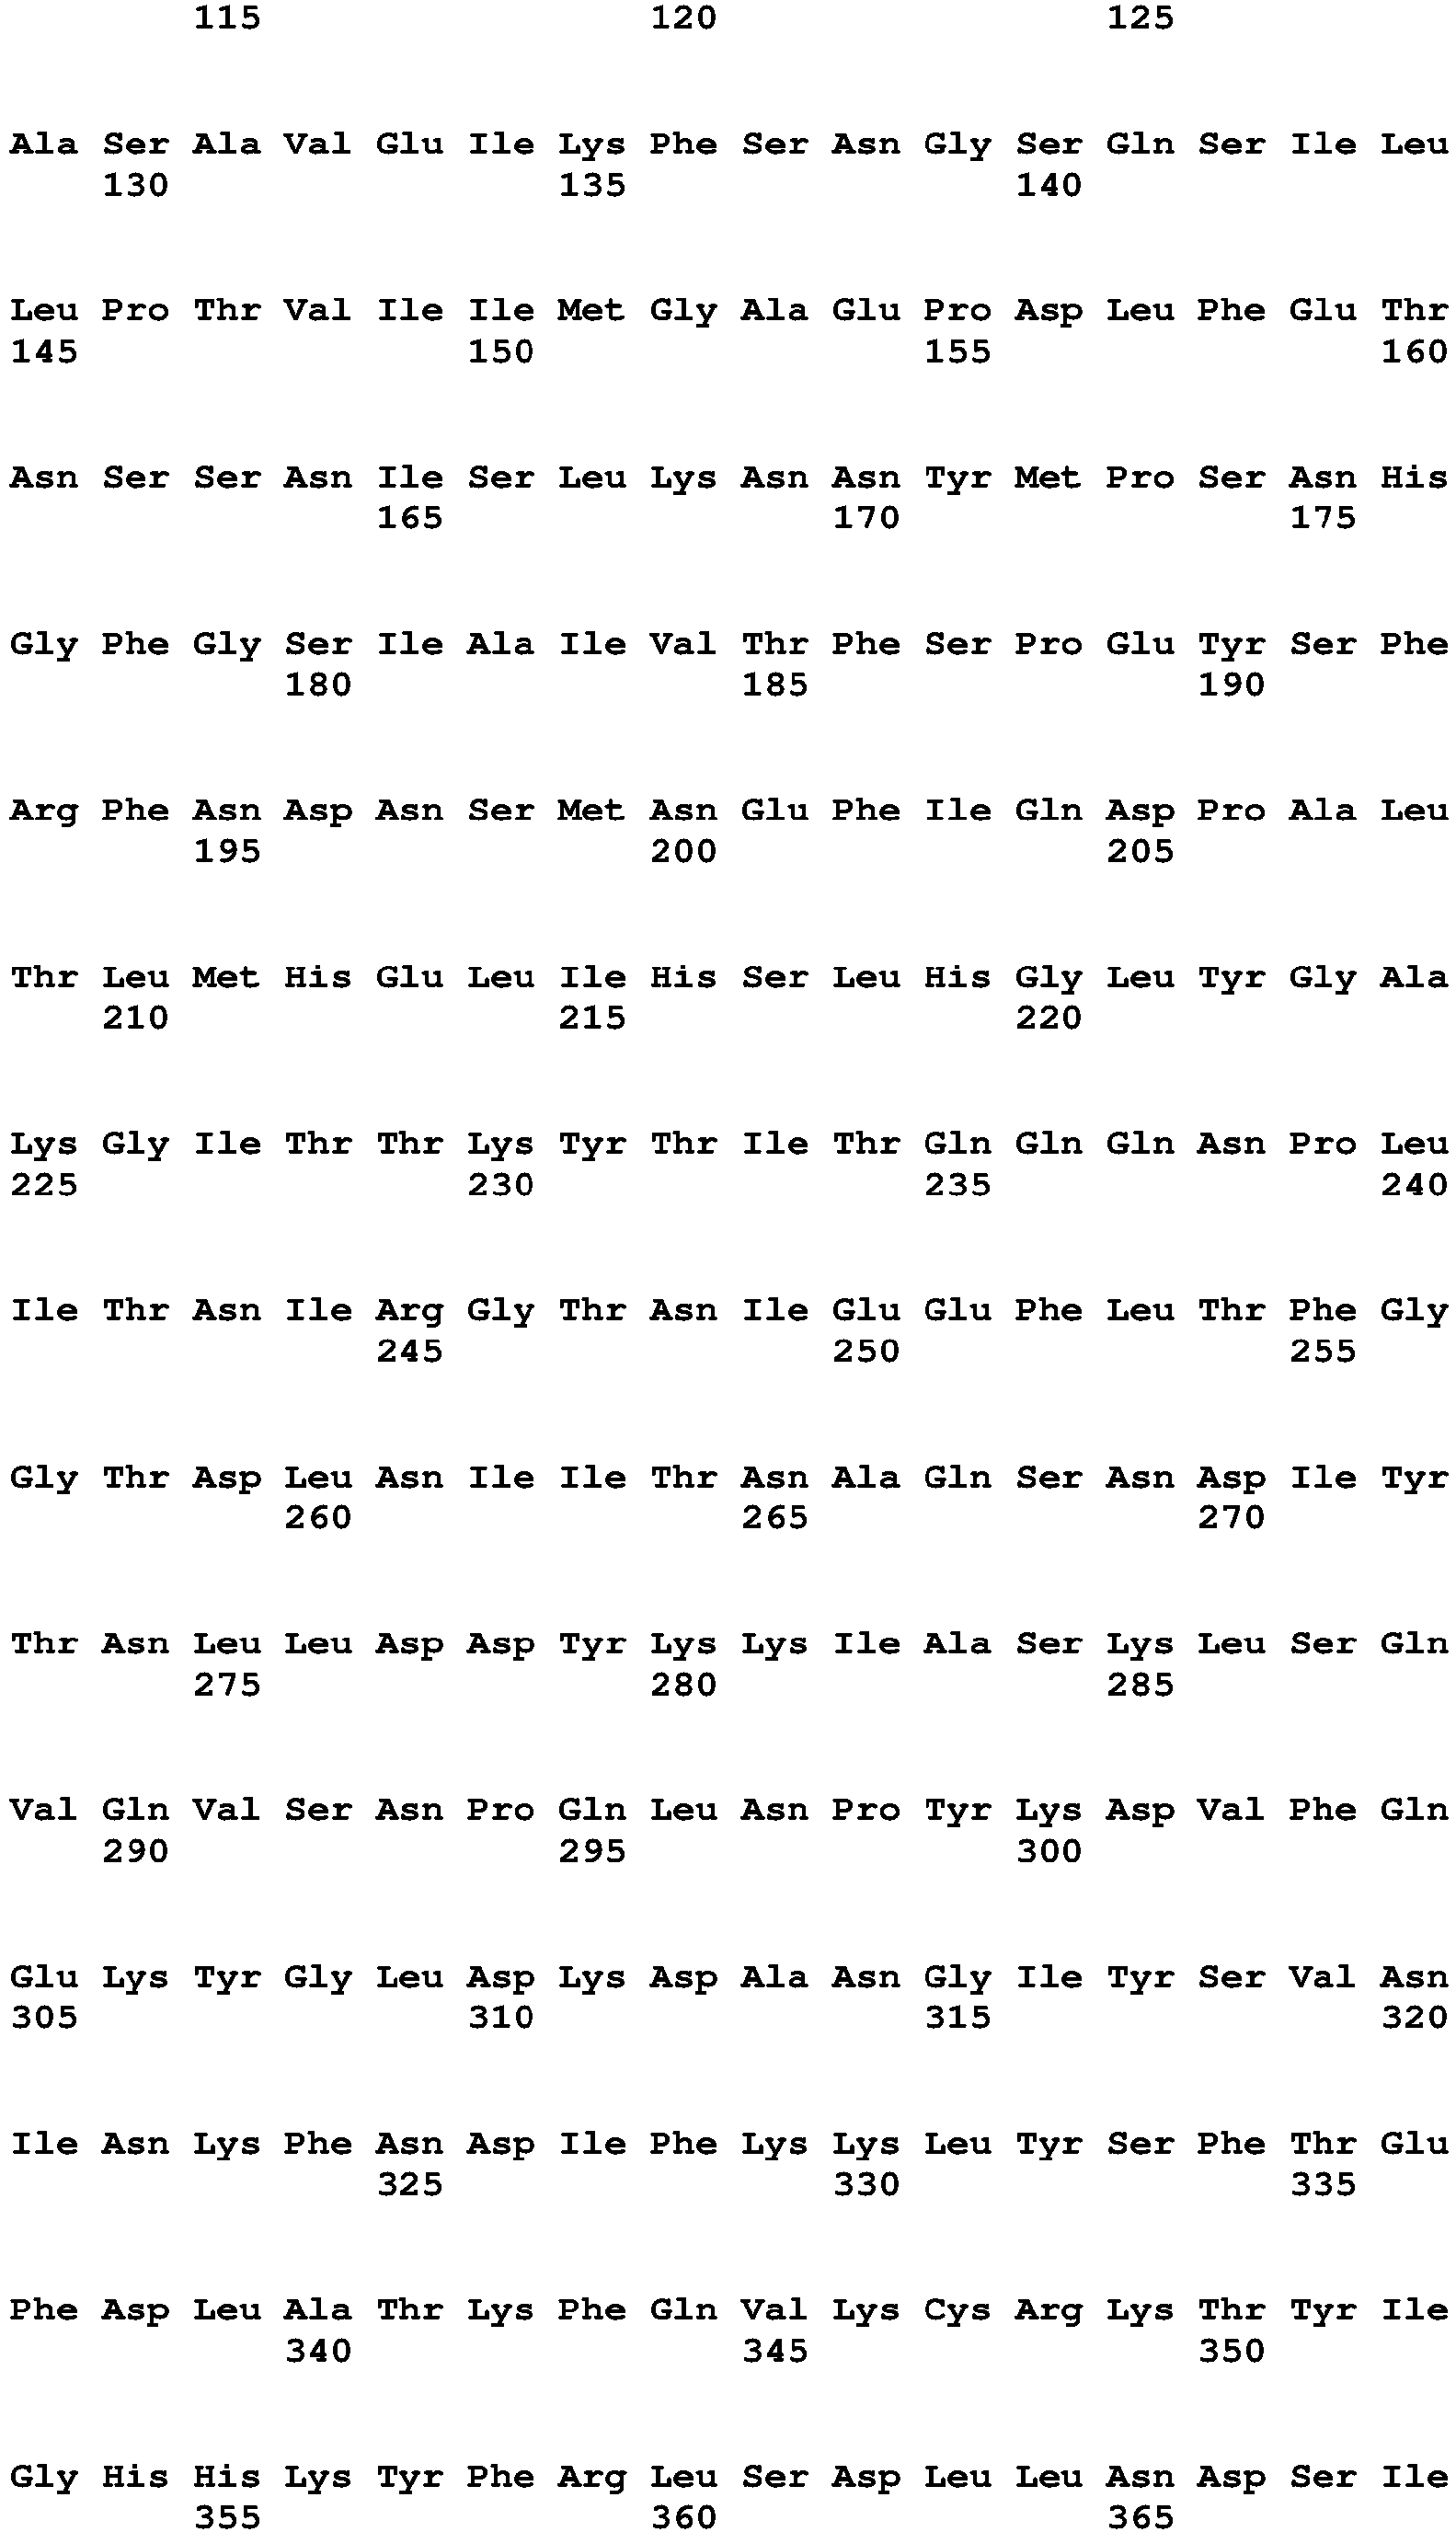 115 120 125
Ala Ser Ala Val Glu Ile Lys Phe Ser Asn Gly Ser Gln Ser Ile Leu
130 135 140
Leu Pro Thr Val Ile Ile Met Gly Ala Glu Pro Asp Leu Phe Glu Thr
145 150 155 160
Asn Ser Ser Asn Ile Ser Leu Lys Asn Asn Tyr Met Pro Ser Asn His
165 170 175
Gly Phe Gly Ser Ile Ala Ile Val Thr Phe Ser Pro Glu Tyr Ser Phe
180 185 190
Arg Phe Asn Asp Asn Ser Met Asn Glu Phe Ile Gln Asp Pro Ala Leu
195 200 205
Thr Leu Met His Glu Leu Ile His Ser Leu His Gly Leu Tyr Gly Ala
210 215 220
Lys Gly Ile Thr Thr Lys Tyr Thr Ile Thr Gln Gln Gln Asn Pro Leu
225 230 235 240
Ile Thr Asn Ile Arg Gly Thr Asn Ile Glu Glu Phe Leu Thr Phe Gly
245 250 255
Gly Thr Asp Leu Asn Ile Ile Thr Asn Ala Gln Ser Asn Asp Ile Tyr
260 265 270
Thr Asn Leu Leu Asp Asp Tyr Lys Lys Ile Ala Ser Lys Leu Ser Gln
275 280 285
Val Gln Val Ser Asn Pro Gln Leu Asn Pro Tyr Lys Asp Val Phe Gln
290 295 300
Glu Lys Tyr Gly Leu Asp Lys Asp Ala Asn Gly Ile Tyr Ser Val Asn
305 310 315 320
Ile Asn Lys Phe Asn Asp Ile Phe Lys Lys Leu Tyr Ser Phe Thr Glu
325 330 335
Phe Asp Leu Ala Thr Lys Phe Gln Val Lys Cys Arg Lys Thr Tyr Ile
340 345 350
Gly His His Lys Tyr Phe Arg Leu Ser Asp Leu Leu Asn Asp Ser Ile
355 360 365